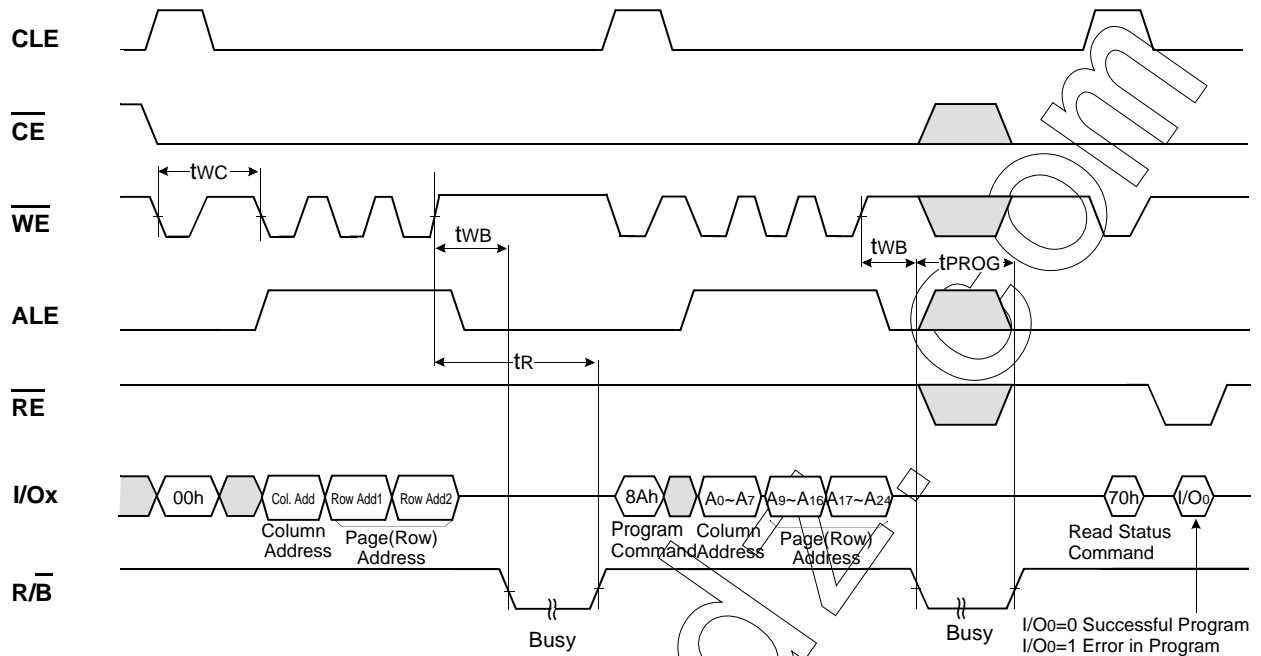 CLE
CE
tWC
WE
tWB
tWB
tPROG
ALE
tR
RE
I/Ox
00h
Col. Add
Row Add1
Row Add2
8Ah
A0~A7
A9~A16
A17~A24
70h
I/O0
Column
Address
Page(Row)
Address
Program
Command
Column
Address
Page(Row)
Address
Read Status
Command
R/B
Busy
Busy
I/O0=0 Successful Program
I/O0=1 Error in Program